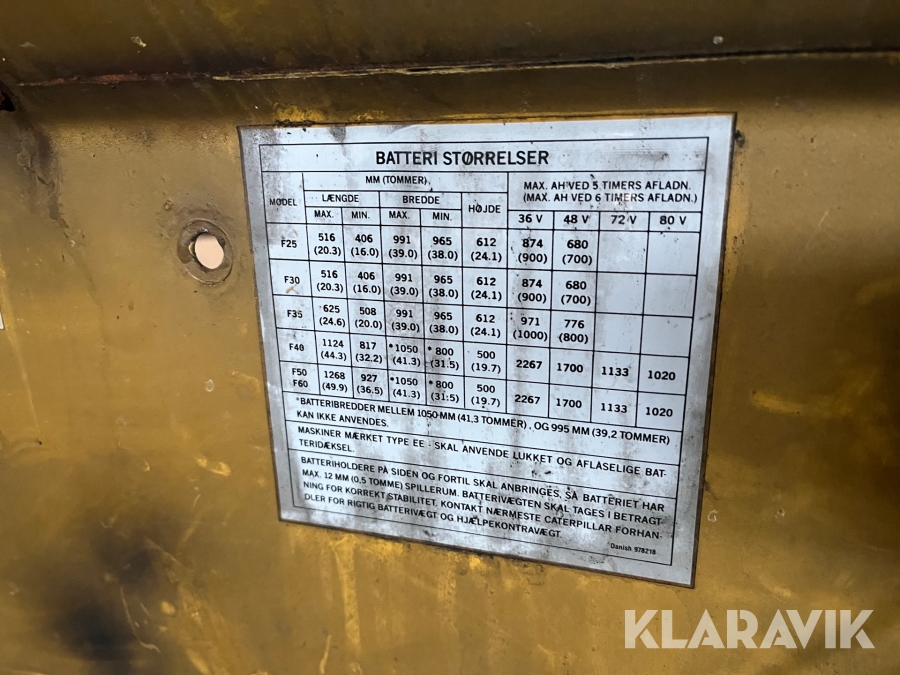 BATTERI STØRRELSER
MODEL MM (TOMMER) MAX. AH VED 5 TIMERS AFLADN.
(MAX. AH VED 6 TIMERS AFLADN.)
LÆNGDE BREDDE HØJDE
MAX. MIN. MAX. MIN. 36 V 48 V 72 V 80 V
F25 516 (20.3) 406 (16.0) 991 (39.0) 965 (38.0) 612 (24.1) 874 (900) 680 (700)
F30 516 (20.3) 406 (16.0) 991 (39.0) 965 (38.0) 612 (24.1) 874 (900) 680 (700)
F35 625 (24.6) 508 (20.0) 991 (39.0) 965 (38.0) 612 (24.1) 971 (1000) 776 (800)
F40 1124 (44.3) 817 (32.2) *1050 (41.3) *800 (31.5) 500 (19.7) 2267 1700 1133 1020
F50 F60 1268 (49.9) 927 (36.5) *1050 (41.3) *800 (31.5) 500 (19.7) 2267 1700 1133 1020
*BATTERIBREDDER MELLEM 1050 MM (41,3 TOMMER), OG 995 MM (39,2 TOMMER)
KAN IKKE ANVENDES.
MASKINER MÆRKET TYPE EE - SKAL ANVENDE LUKKET OG AFLASELIGE BAT-
TERIDÆKSEL.
BATTERIHOLDERE PÅ SIDEN OG FORTIL SKAL ANBRINGES, SÅ BATTERIET HAR
MAX. 12 MM (0,5 TOMME) SPILLERUM. BATTERIVÆGTEN SKAL TAGES I BETRAGT
NING FOR KORREKT STABILITET. KONTAKT NÆRMESTE CATERPILLAR FORHAN-
DLER FOR RIGTIG BATTERIVÆGT OG HJÆLPEKONTRAVÆGT.
Danish 978218
KLARAVIK